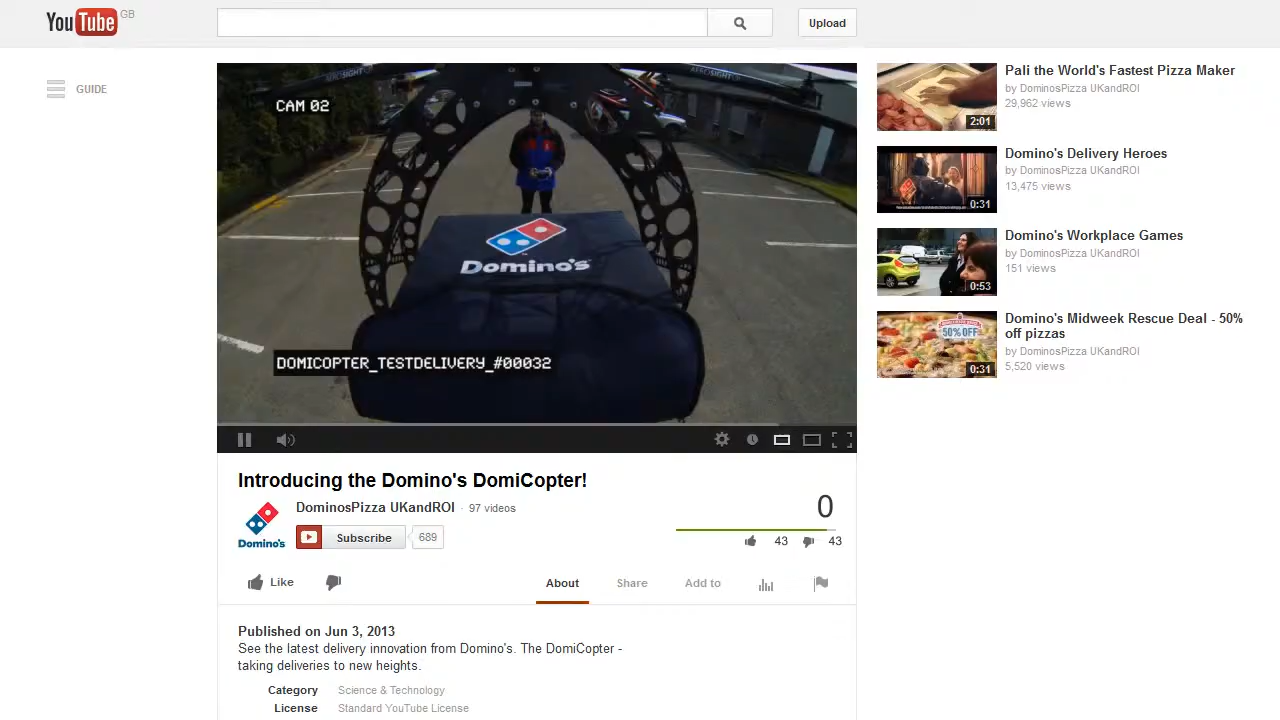 YouTube GB
Upload
GUIDE
CAM 02
Domino's
DOMICOPTER_TESTDELIVERY_#00032
Introducing the Domino's DomiCopter!
DominosPizza UKandROI · 97 videos
Domino's
Subscribe 689
0
43 43
Like
About Share Add to
Published on Jun 3, 2013
See the latest delivery innovation from Domino's. The DomiCopter -
taking deliveries to new heights.
Category Science & Technology
License Standard YouTube License
Pali the World's Fastest Pizza Maker
by DominosPizza UKandROI
29,962 views
2:01
Domino's Delivery Heroes
by DominosPizza UKandROI
13,475 views
0:31
Domino's Workplace Games
by DominosPizza UKandROI
151 views
0:53
Domino's Midweek Rescue Deal - 50%
off pizzas
by DominosPizza UKandROI
5,520 views
50% OFF
0:31